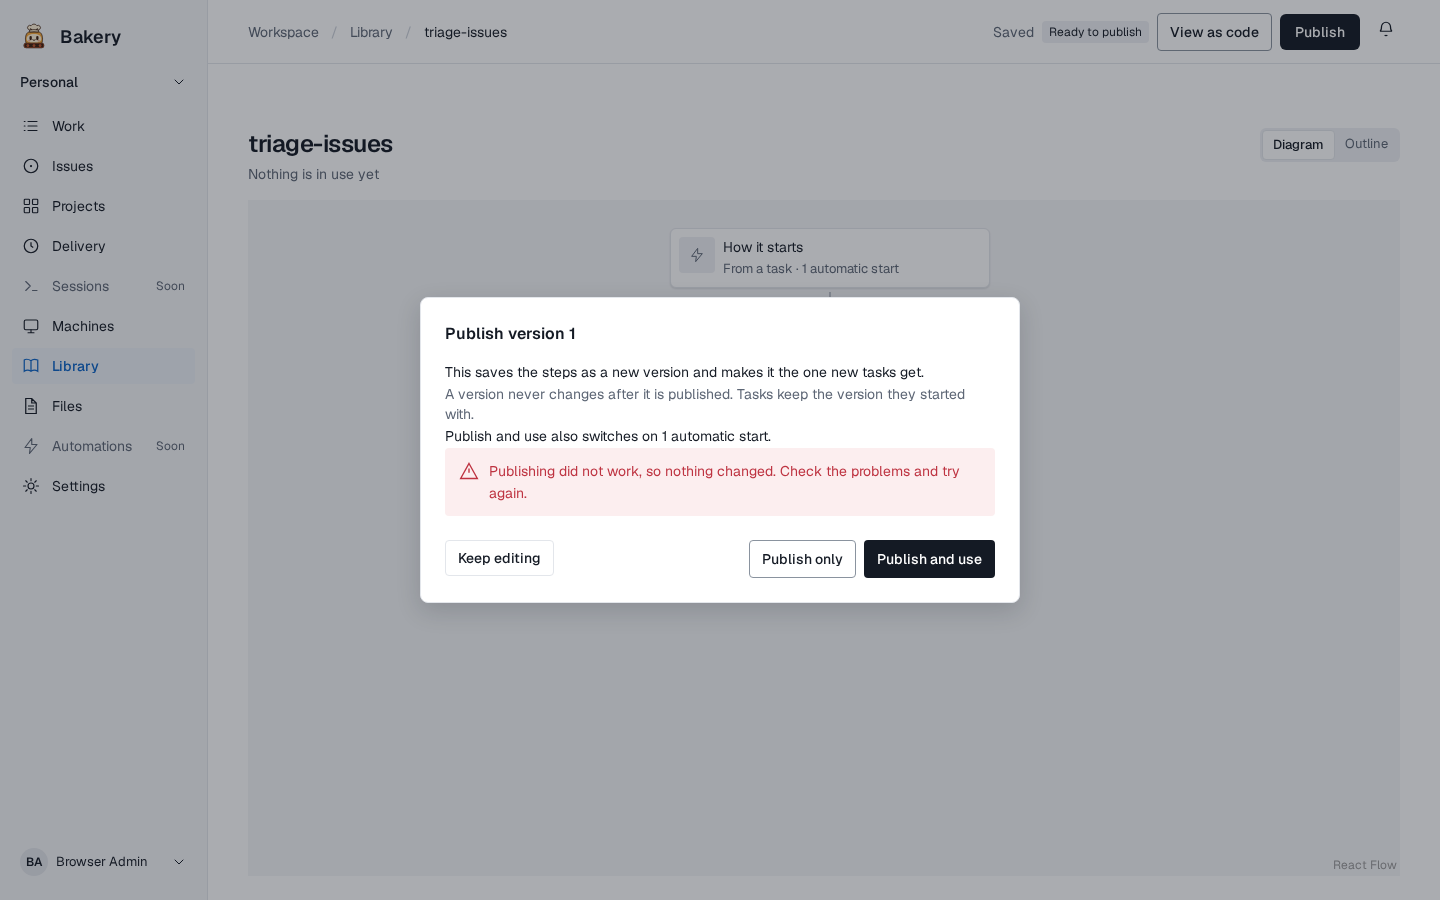 Bakery
Personal
Work
Issues
Projects
Delivery
Sessions Soon
Machines
Library
Files
Automations Soon
Settings
BA Browser Admin
Workspace / Library / triage-issues
Saved Ready to publish View as code Publish
triage-issues
Nothing is in use yet
Diagram Outline
How it starts
From a task · 1 automatic start
Publish version 1
This saves the steps as a new version and makes it the one new tasks get.
A version never changes after it is published. Tasks keep the version they started
with.
Publish and use also switches on 1 automatic start.
Publishing did not work, so nothing changed. Check the problems and try
again.
Keep editing Publish only Publish and use
React Flow